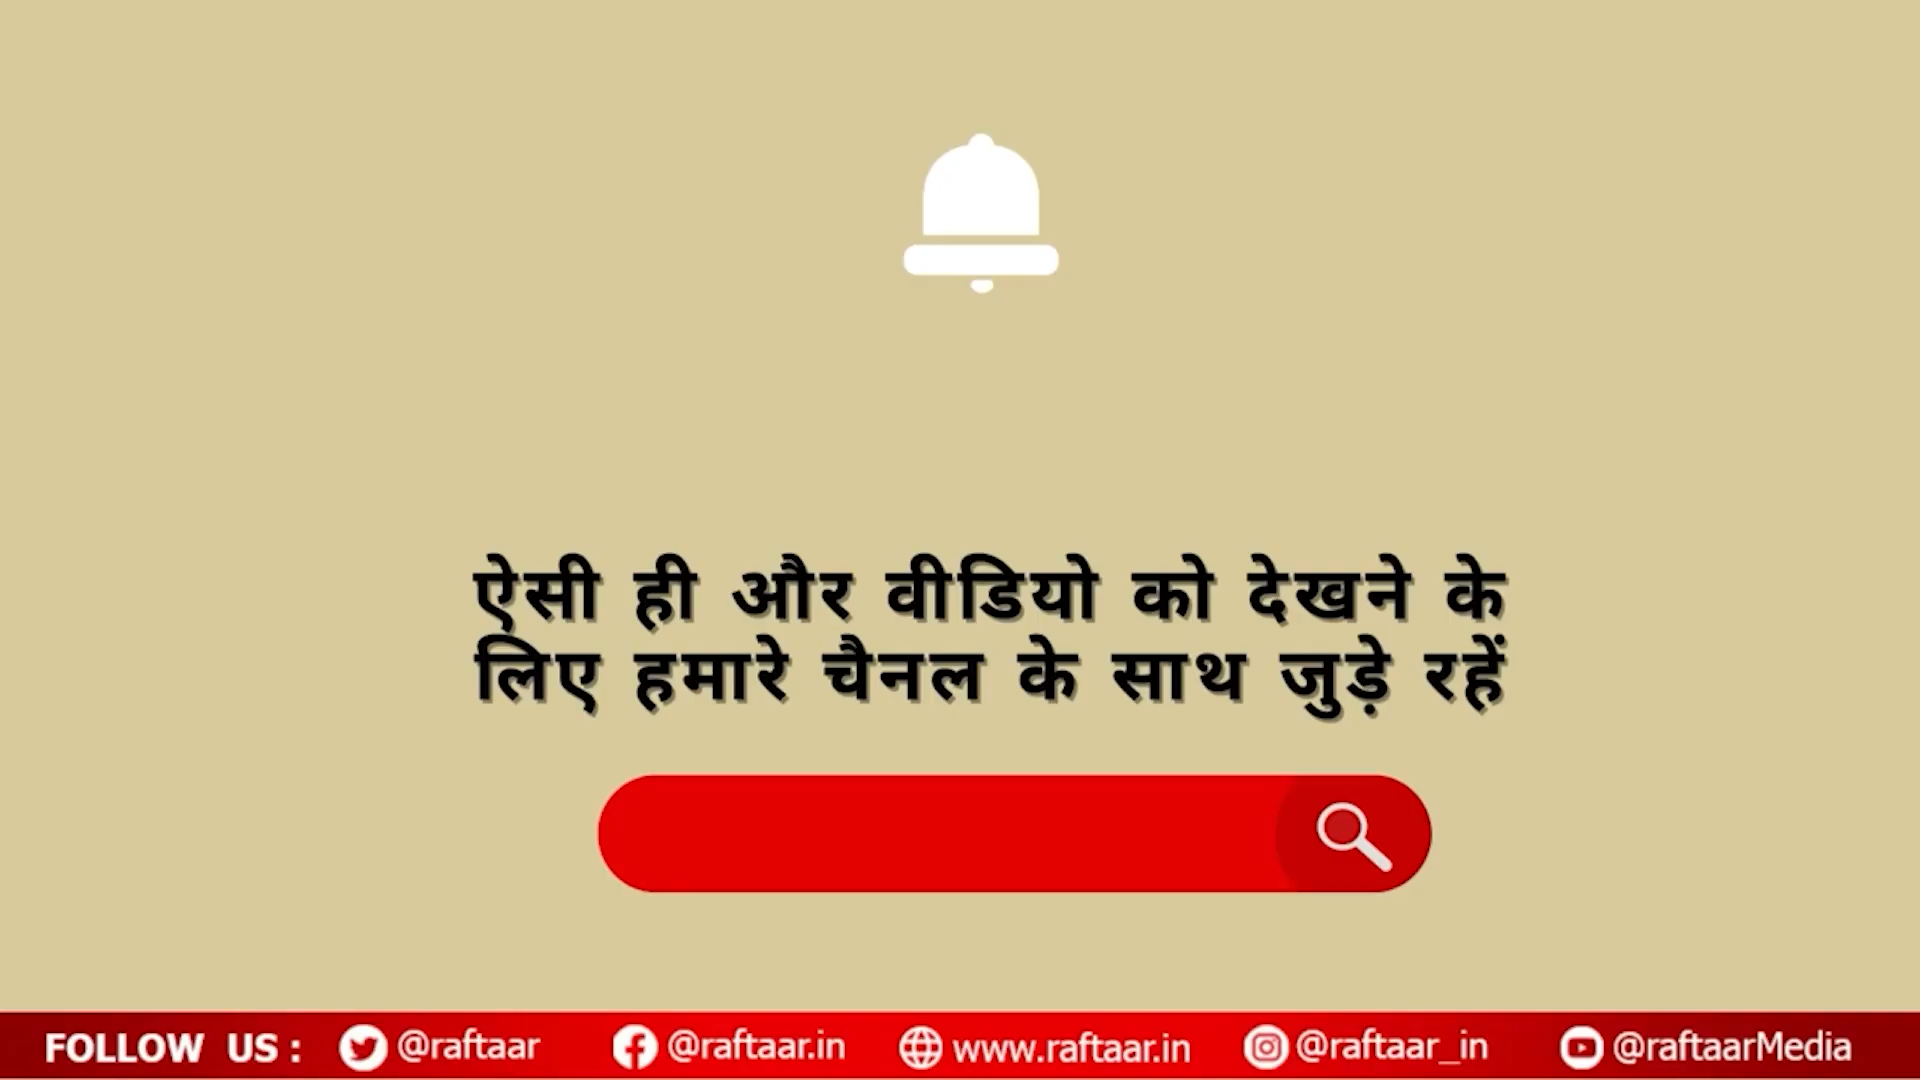 ऐसी ही और वीडियो को देखने के
लिए हमारे चैनल के साथ जुड़े रहें
FOLLOW US : @raftaar @raftaar.in www.raftaar.in @raftaar_in @raftaarMedia